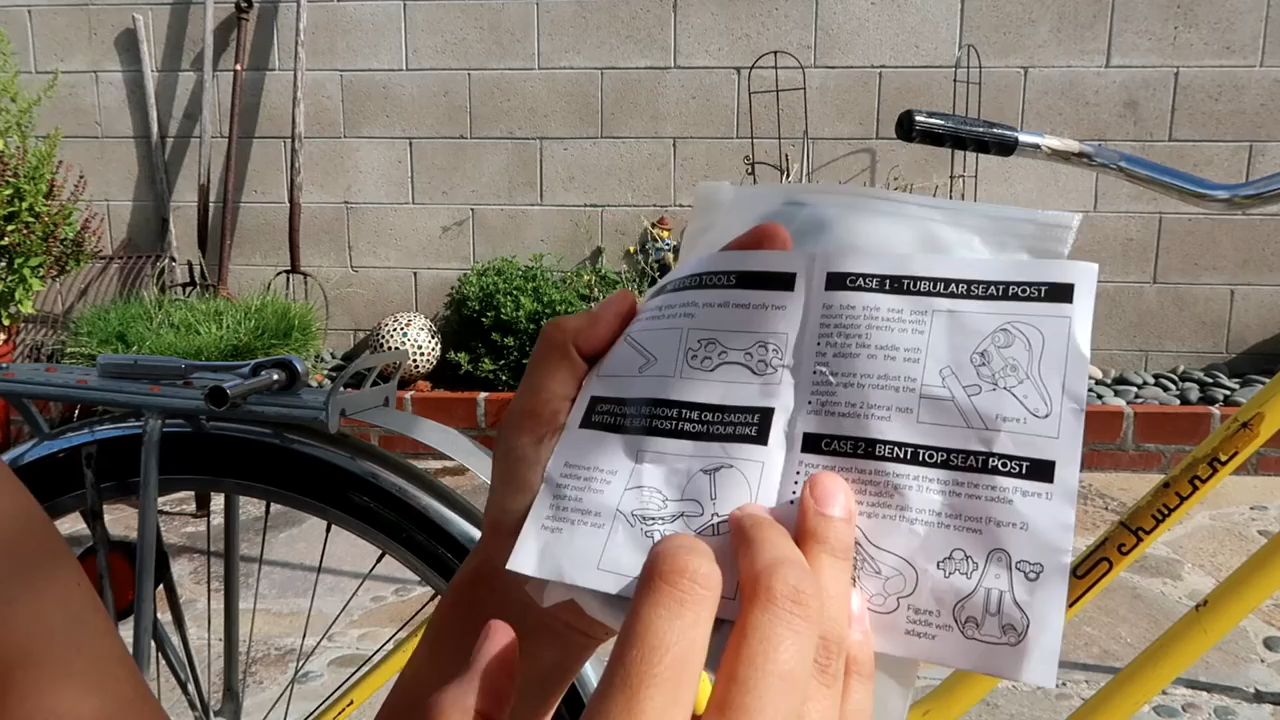 NEEDED TOOLS
your saddle, you will need only two
wrench and a key.
(OPTIONAL) REMOVE THE OLD SADDLE
WITH THE SEAT POST FROM YOUR BIKE
Remove the old
saddle with the
seat post from
your bike.
It is as simple as
adjusting the seat
height.
CASE 1 - TUBULAR SEAT POST
For tube style seat post
mount your bike saddle with
the adaptor directly on the
post (Figure 1)
• Put the bike saddle with
the adaptor on the seat
post.
• Make sure you adjust the
saddle angle by rotating the
adaptor.
• Tighten the 2 lateral nuts
until the saddle is fixed.
Figure 1
CASE 2 - BENT TOP SEAT POST
If your seat post has a little bent at the top like the one on (Figure 1)
adaptor (Figure 3) from the new saddle
old saddle
saddle rails on the seat post (Figure 2)
angle and thighten the screws
Figure 3
Saddle with
adaptor
Schwinn